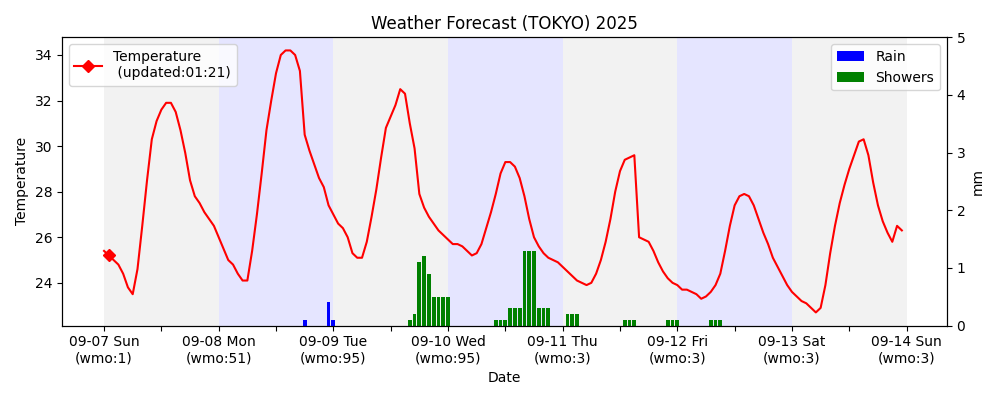 Weather Forecast (TOKYO) 2025
Temperature
(updated:01:21)
Rain
Showers
Temperature
34
32
30
28
26
24
5
4
3
2
1
0
mm
09-07 Sun
(wmo:1)
09-08 Mon
(wmo:51)
09-09 Tue
(wmo:95)
09-10 Wed
(wmo:95)
09-11 Thu
(wmo:3)
09-12 Fri
(wmo:3)
09-13 Sat
(wmo:3)
09-14 Sun
(wmo:3)
Date